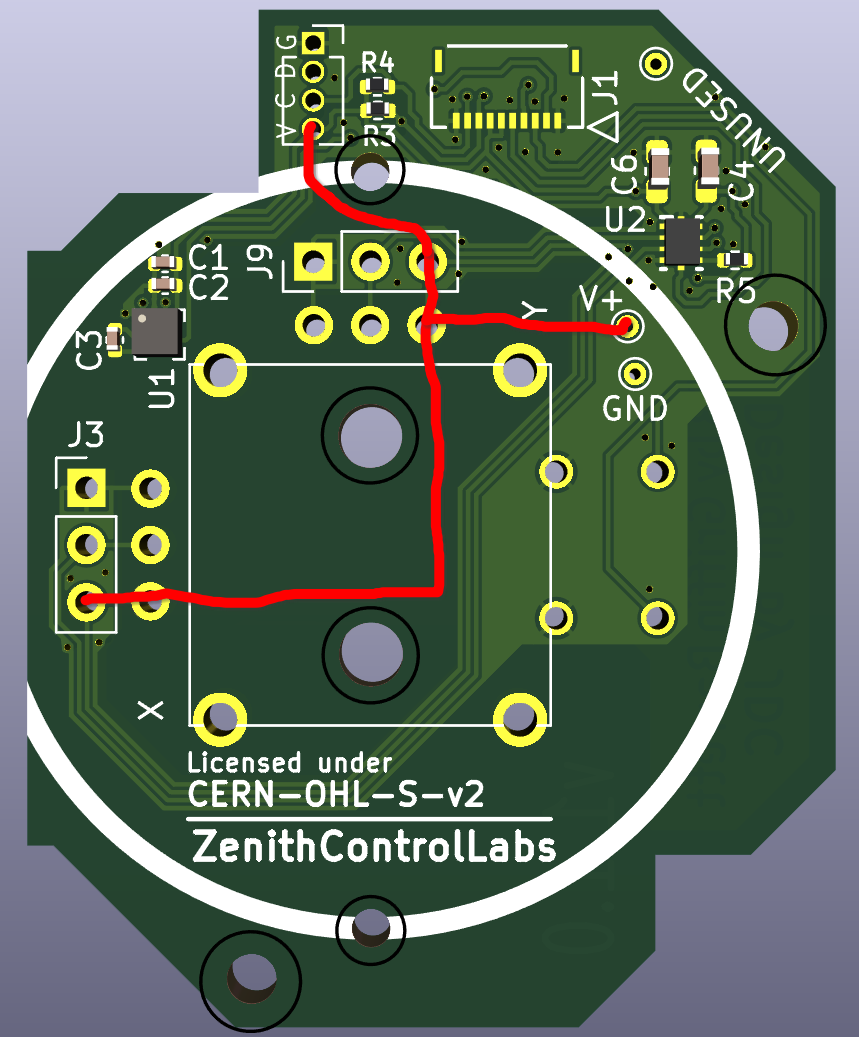 G
D
C
V
R4
R3
J1
UNUSED
C6
C4
U2
R5
J9
C1
C2
C3
U1
Y
V+
GND
J3
X
Licensed under
CERN-OHL-S-v2
ZenithControlLabs